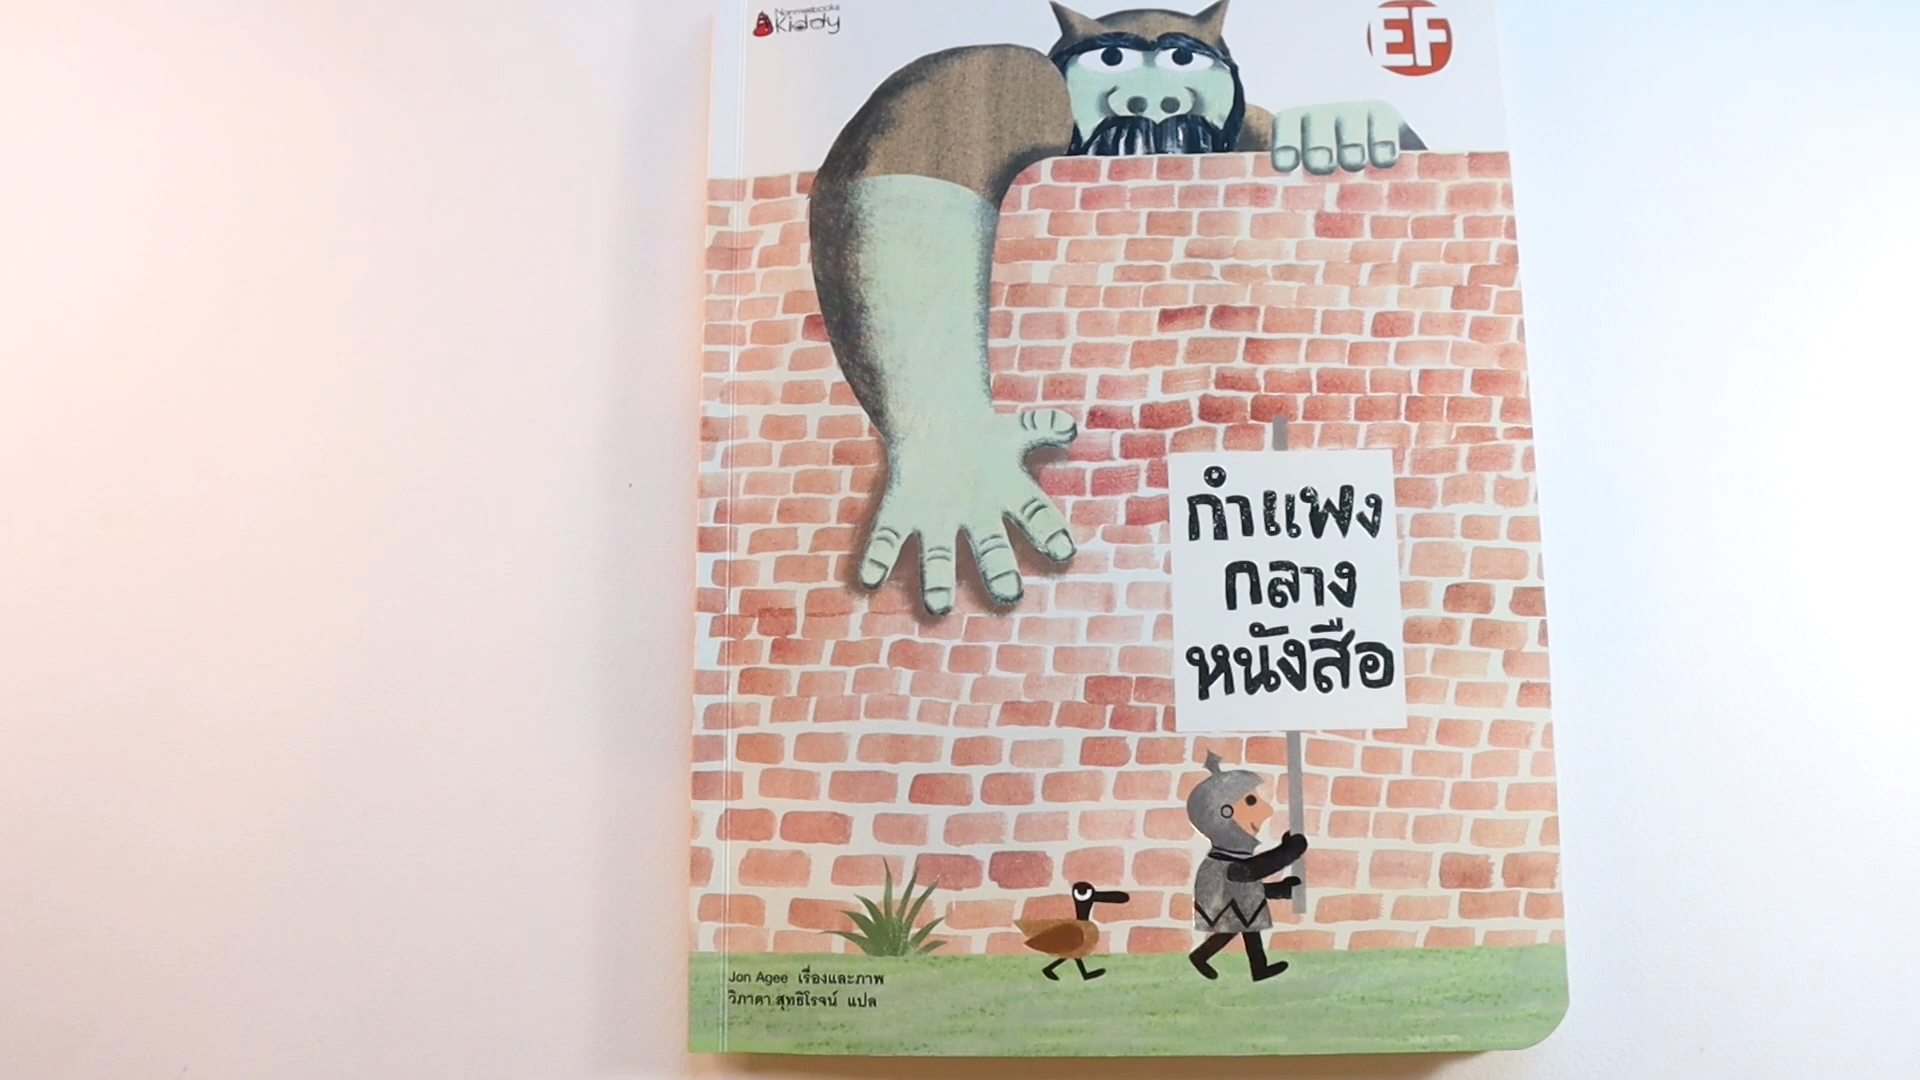 Nanmeebooks
Kiddy
EF
กำแพง
กลาง
หนังสือ
Jon Agee เรื่องและภาพ
วิภาดา สุทธิโรจน์ แปล